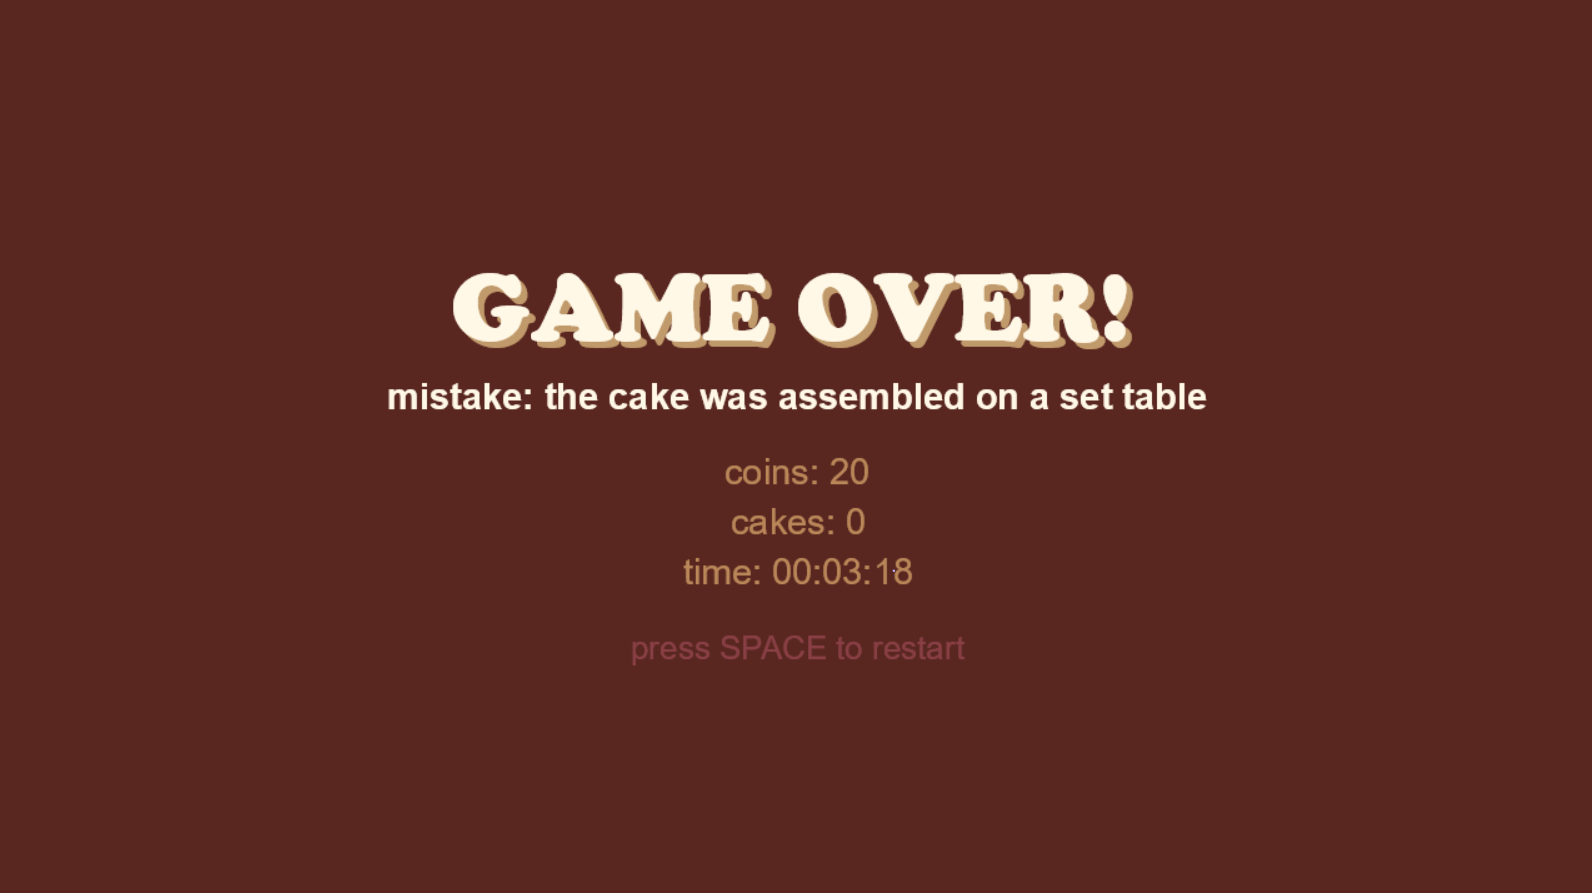 GAME OVER!
mistake: the cake was assembled on a set table
coins: 20
cakes: 0
time: 00:03:18
press SPACE to restart